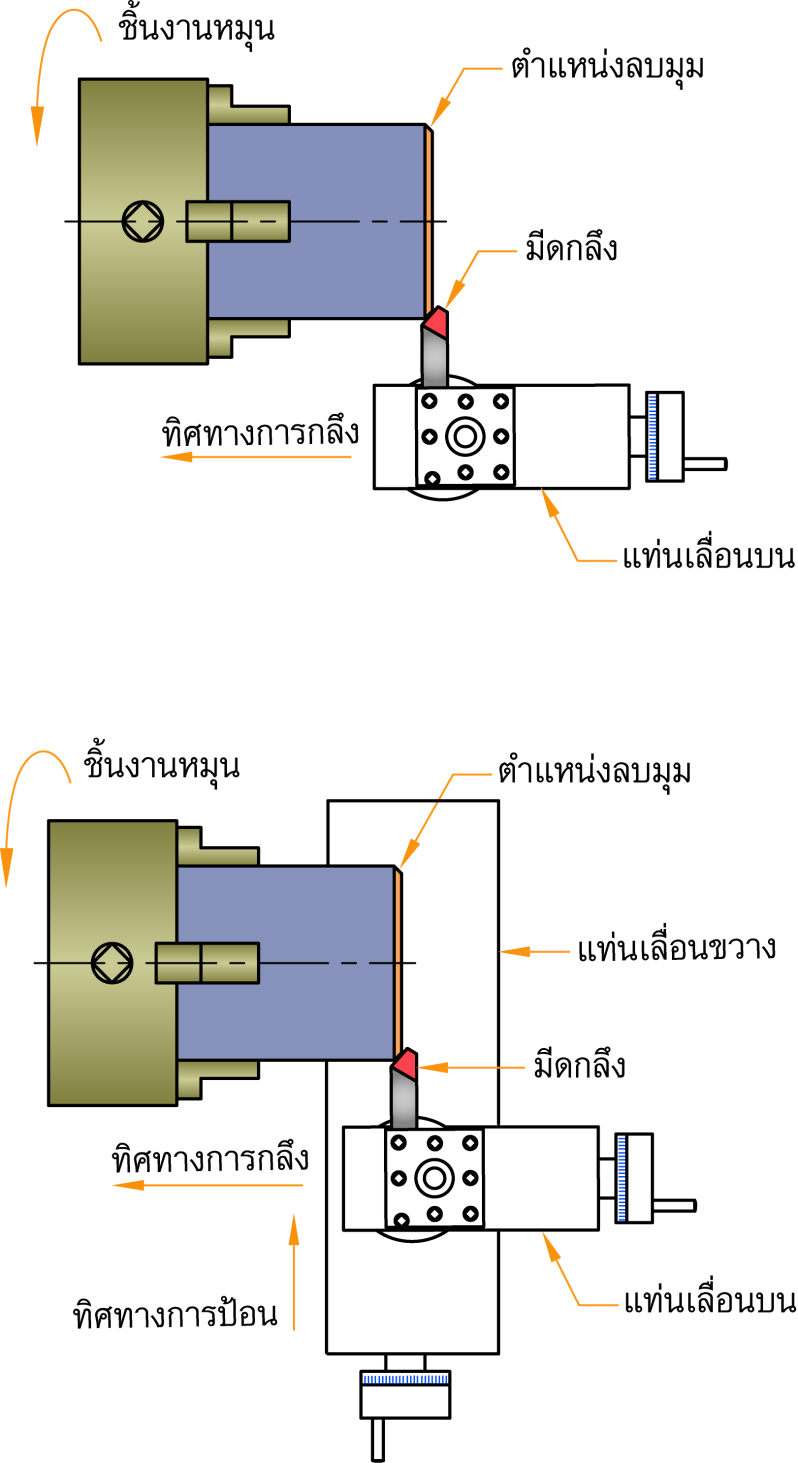 ชิ้นงานหมุน
ตำแหน่งลบมุม
มีดกลึง
ทิศทางการกลึง
แท่นเลื่อนบน
ชิ้นงานหมุน
ตำแหน่งลบมุม
แท่นเลื่อนขวาง
มีดกลึง
ทิศทางการกลึง
ทิศทางการป้อน
แท่นเลื่อนบน